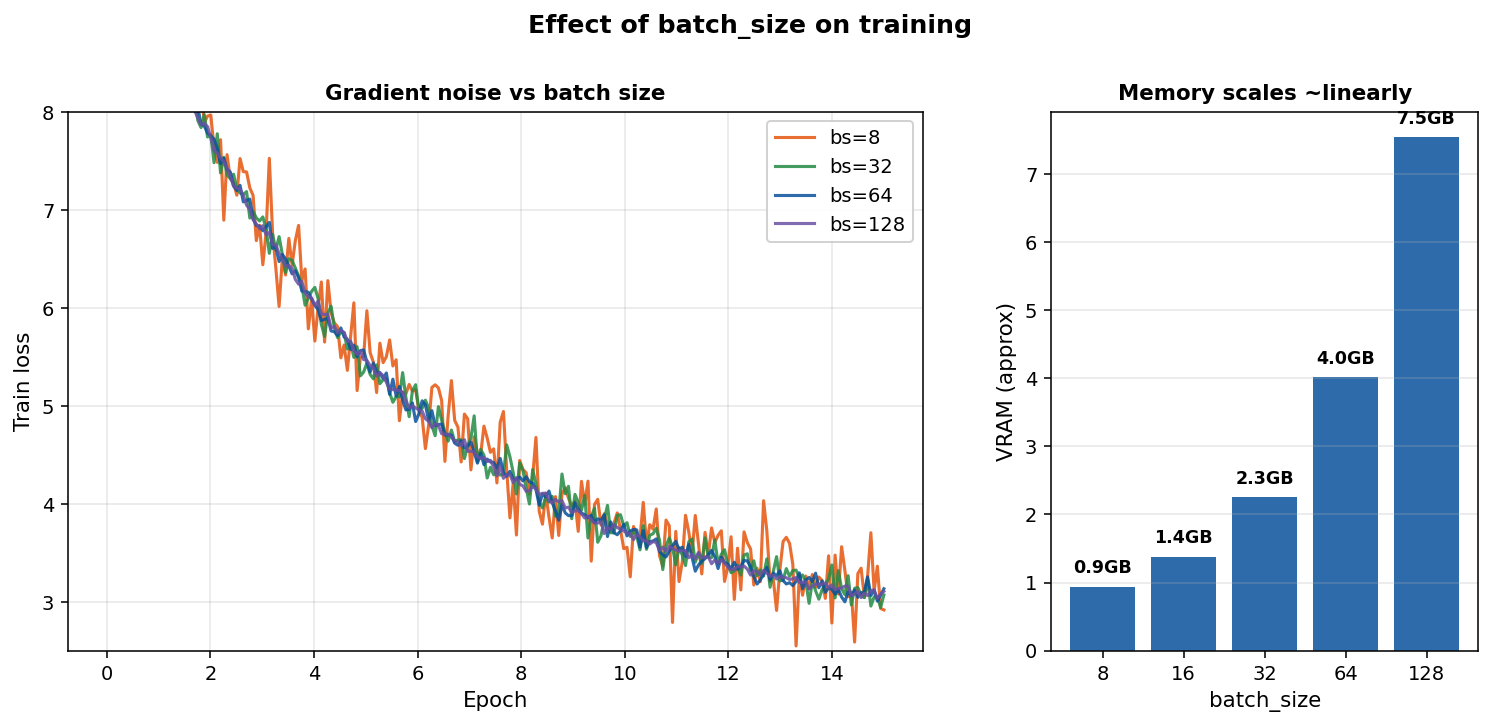 Effect of batch_size on training
Gradient noise vs batch size
8
7
6
5
4
3
Train loss
0 2 4 6 8 10 12 14
Epoch
bs=8
bs=32
bs=64
bs=128
Memory scales ~linearly
7
6
5
4
3
2
1
0
VRAM (approx)
0.9GB
1.4GB
2.3GB
4.0GB
7.5GB
8 16 32 64 128
batch_size